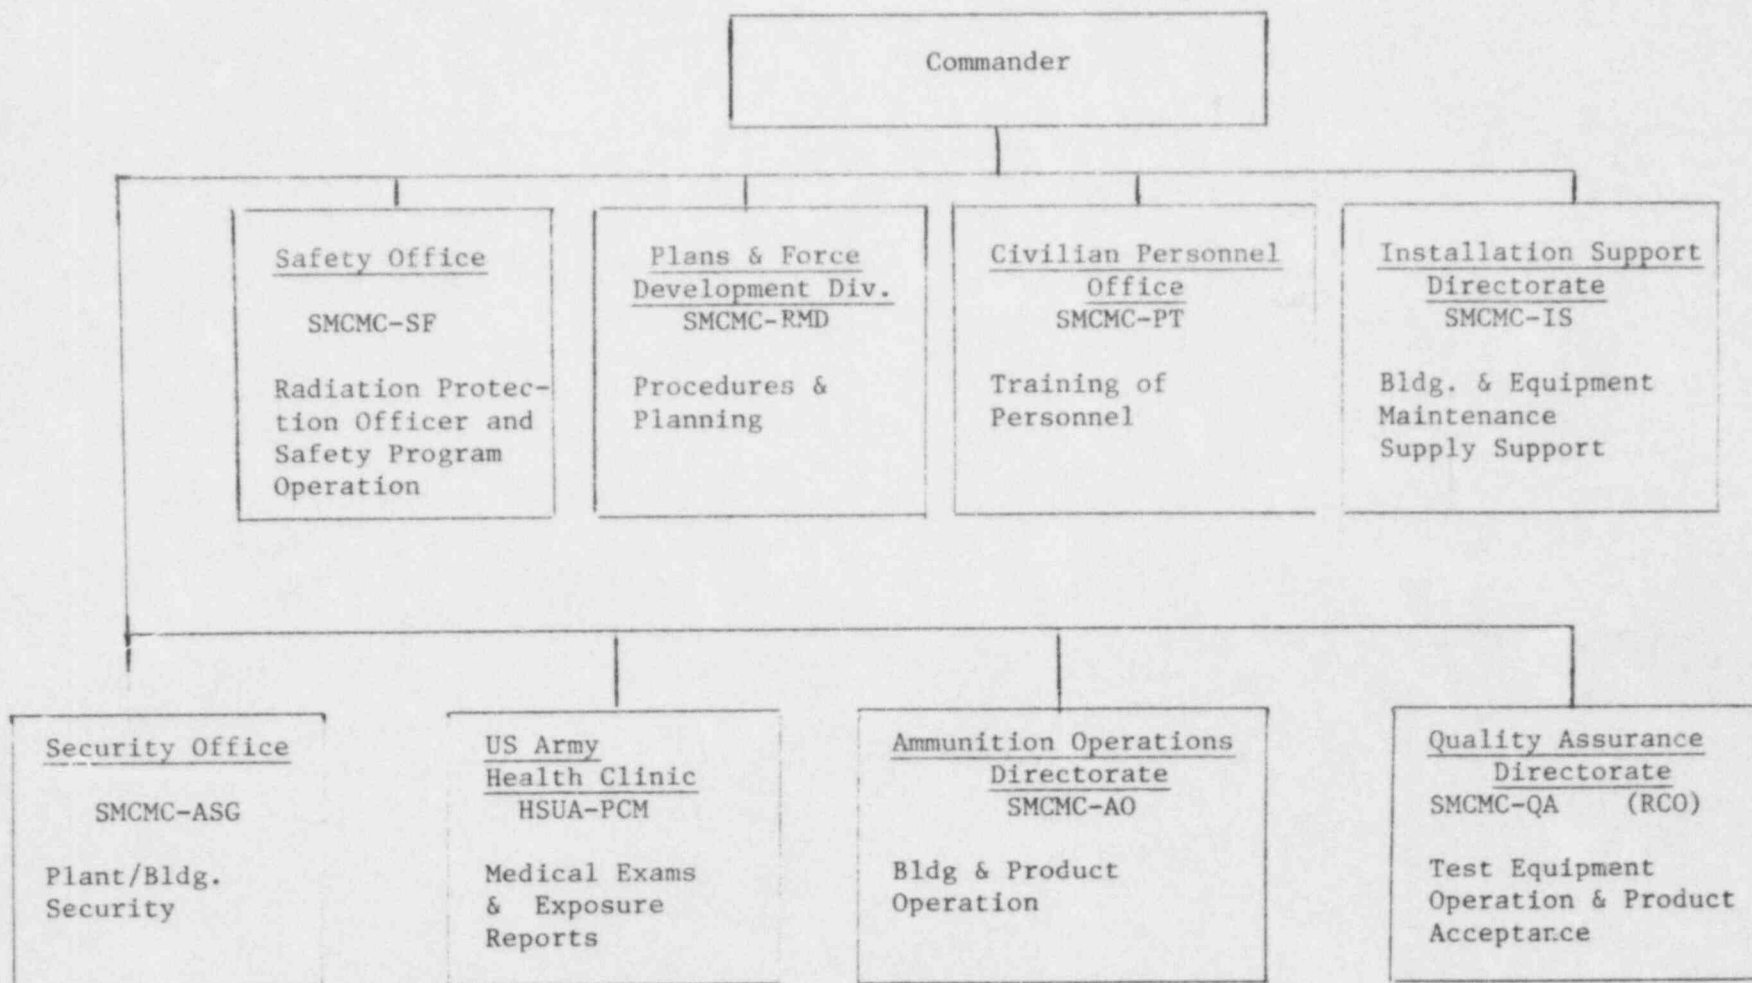 Commander
Safety Office
SMCMC-SF
Radiation Protec-
tion Officer and
Safety Program
Operation
Plans & Force
Development Div.
SMCMC-RMD
Procedures &
Planning
Civilian Personnel
Office
SMCMC-PT
Training of
Personnel
Installation Support
Directorate
SMCMC-IS
Bldg. & Equipment
Maintenance
Supply Support
Security Office
SMCMC-ASG
Plant/Bldg.
Security
US Army
Health Clinic
HSUA-PCM
Medical Exams
& Exposure
Reports
Ammunition Operations
Directorate
SMCMC-AO
Bldg & Product
Operation
Quality Assurance
Directorate
SMCMC-QA (RCO)
Test Equipment
Operation & Product
Acceptance